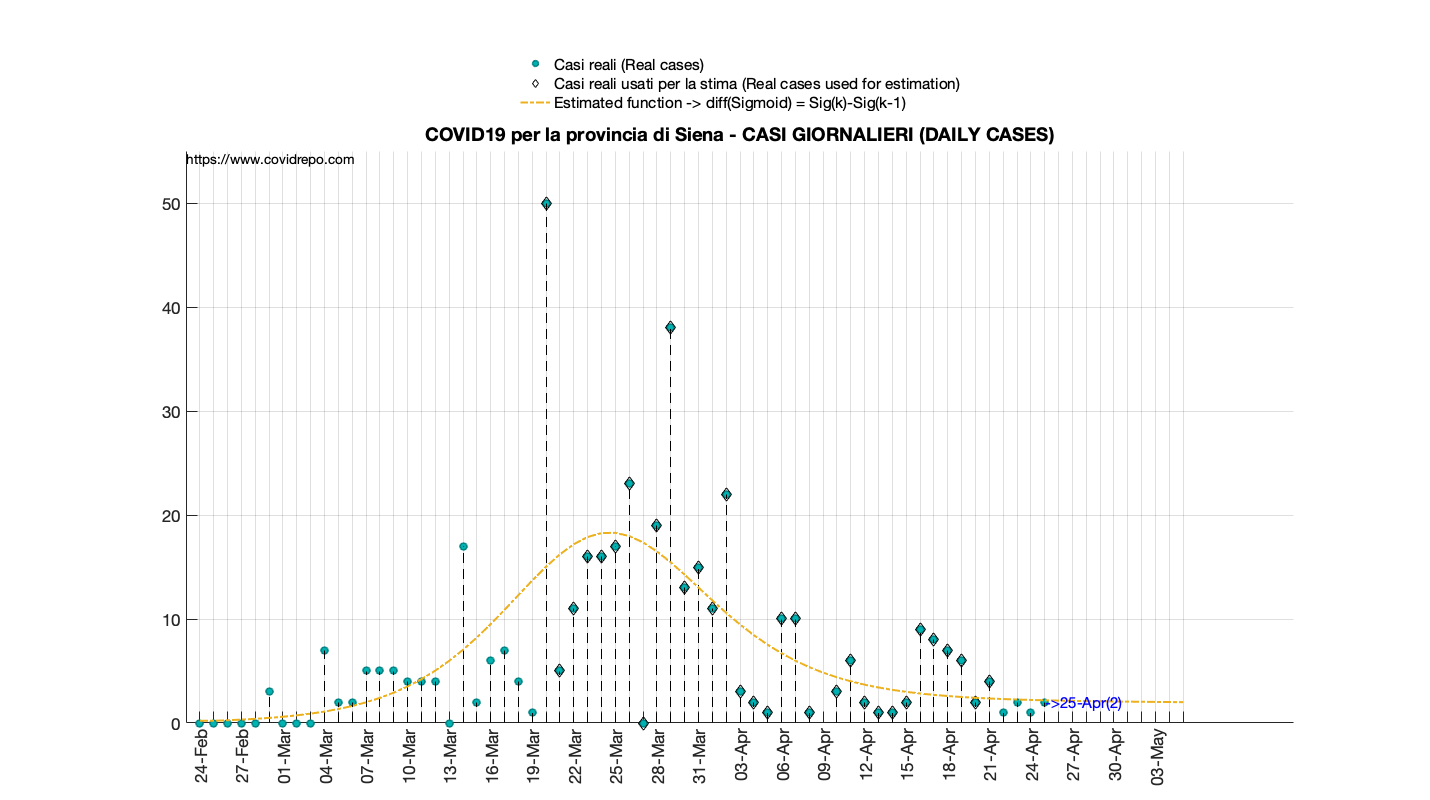 Casi reali (Real cases)
Casi reali usati per la stima (Real cases used for estimation)
Estimated function -> diff(Sigmoid) = Sig(k)-Sig(k-1)
COVID19 per la provincia di Siena - CASI GIORNALIERI (DAILY CASES)
https://www.covidrepo.com
50
40
30
20
10
0
->25-Apr(2)
24-Feb
27-Feb
01-Mar
04-Mar
07-Mar
10-Mar
13-Mar
16-Mar
19-Mar
22-Mar
25-Mar
28-Mar
31-Mar
03-Apr
06-Apr
09-Apr
12-Apr
15-Apr
18-Apr
21-Apr
24-Apr
27-Apr
30-Apr
03-May